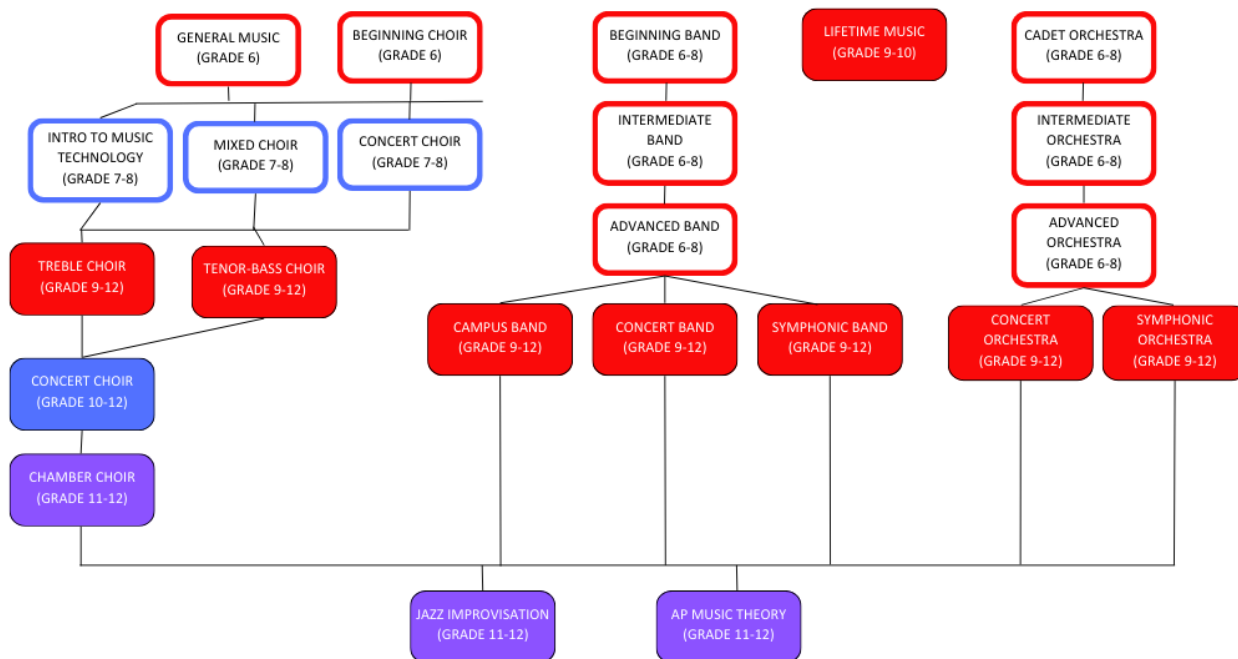 GENERAL MUSIC
(GRADE 6)
BEGINNING CHOIR
(GRADE 6)
BEGINNING BAND
(GRADE 6-8)
LIFETIME MUSIC
(GRADE 9-10)
CADET ORCHESTRA
(GRADE 6-8)
INTRO TO MUSIC
TECHNOLOGY
(GRADE 7-8)
MIXED CHOIR
(GRADE 7-8)
CONCERT CHOIR
(GRADE 7-8)
INTERMEDIATE
BAND
(GRADE 6-8)
INTERMEDIATE
ORCHESTRA
(GRADE 6-8)
ADVANCED BAND
(GRADE 6-8)
ADVANCED
ORCHESTRA
(GRADE 6-8)
TREBLE CHOIR
(GRADE 9-12)
TENOR-BASS CHOIR
(GRADE 9-12)
CAMPUS BAND
(GRADE 9-12)
CONCERT BAND
(GRADE 9-12)
SYMPHONIC BAND
(GRADE 9-12)
CONCERT
ORCHESTRA
(GRADE 9-12)
SYMPHONIC
ORCHESTRA
(GRADE 9-12)
CONCERT CHOIR
(GRADE 10-12)
CHAMBER CHOIR
(GRADE 11-12)
JAZZ IMPROVISATION
(GRADE 11-12)
AP MUSIC THEORY
(GRADE 11-12)